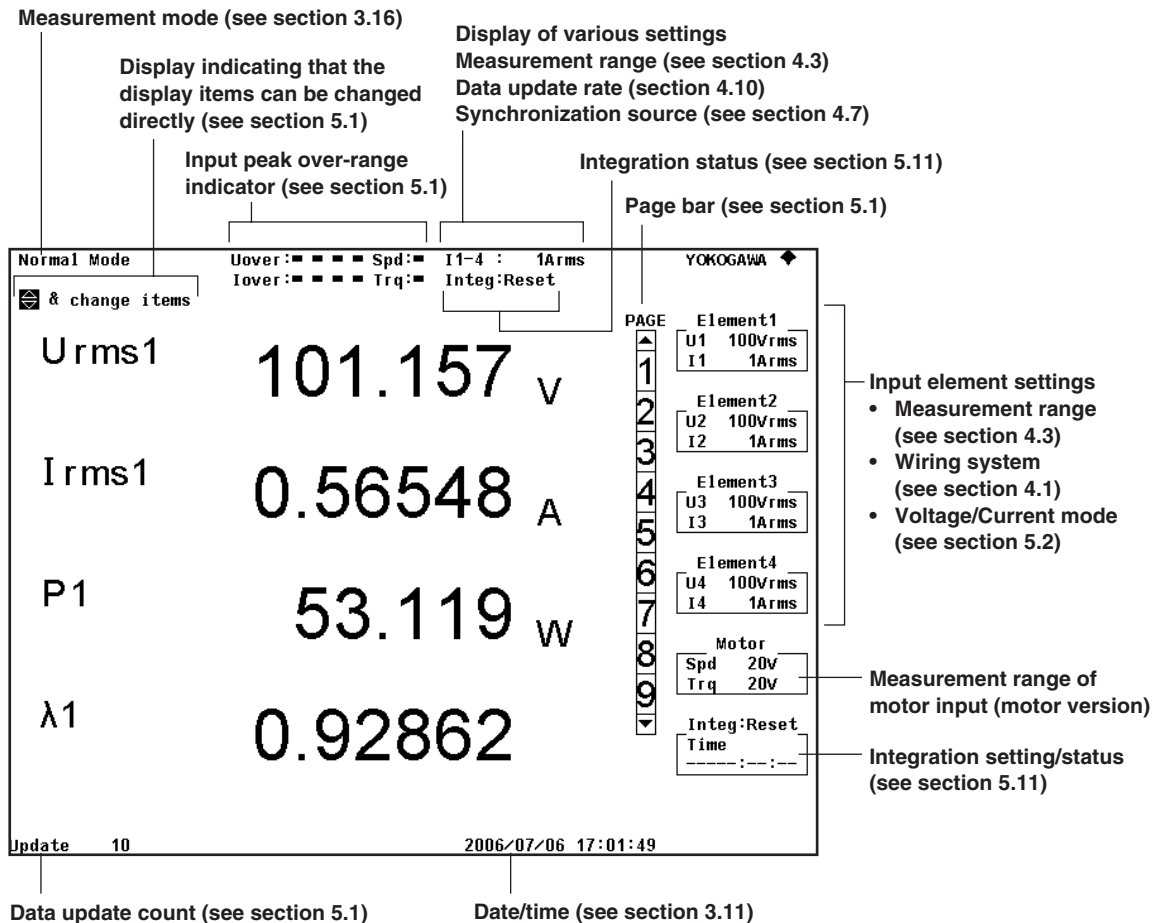 Measurement mode (see section 3.16)
Display indicating that the
display items can be changed
directly (see section 5.1)
Input peak over-range
indicator (see section 5.1)
Display of various settings
Measurement range (see section 4.3)
Data update rate (section 4.10)
Synchronization source (see section 4.7)
Integration status (see section 5.11)
Page bar (see section 5.1)
Normal Mode
Uover: Spd:
Iover: Trq:
I1-4 : 1Arms
Integ:Reset
YOKOGAWA
& change items
Urms1 101.157 V
Irms1 0.56548 A
P1 53.119 W
λ1 0.92862
PAGE
1
2
3
4
5
6
7
8
9
Element1
U1 100Vrms
I1 1Arms
Element2
U2 100Vrms
I2 1Arms
Element3
U3 100Vrms
I3 1Arms
Element4
U4 100Vrms
I4 1Arms
Motor
Spd 20V
Trq 20V
Integ:Reset
Time
-----:--:--
Update 10
2006/07/06 17:01:49
Input element settings
• Measurement range
(see section 4.3)
• Wiring system
(see section 4.1)
• Voltage/Current mode
(see section 5.2)
Measurement range of
motor input (motor version)
Integration setting/status
(see section 5.11)
Data update count (see section 5.1)
Date/time (see section 3.11)